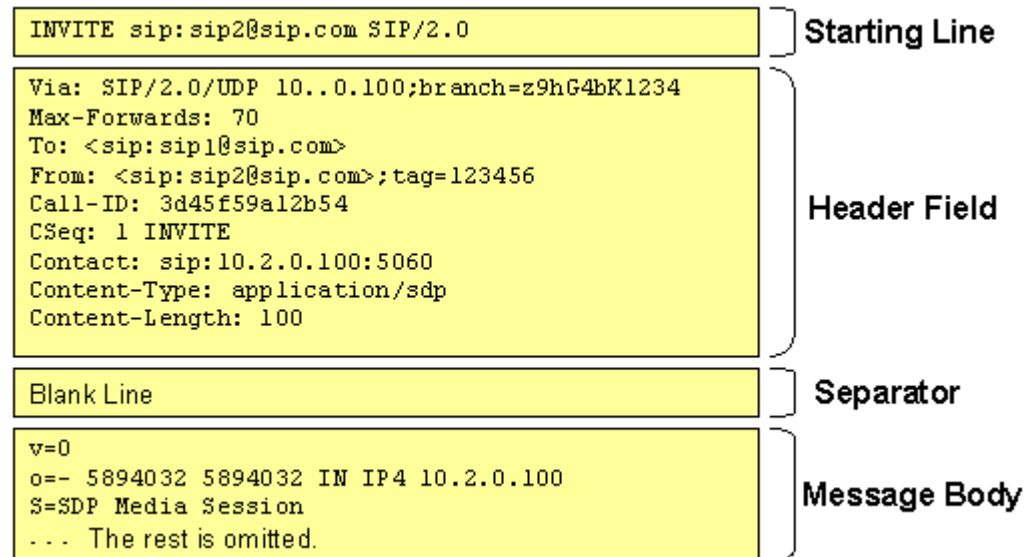 INVITE sip:sip2@sip.com SIP/2.0
Starting Line
Via: SIP/2.0/UDP 10..0.100;branch=z9hG4bK1234
Max-Forwards: 70
To: <sip:sip1@sip.com>
From: <sip:sip2@sip.com>;tag=123456
Call-ID: 3d45f59a12b54
CSeq: 1 INVITE
Contact: sip:10.2.0.100:5060
Content-Type: application/sdp
Content-Length: 100
Header Field
Blank Line
Separator
v=0
o=- 5894032 5894032 IN IP4 10.2.0.100
S=SDP Media Session
... The rest is omitted.
Message Body